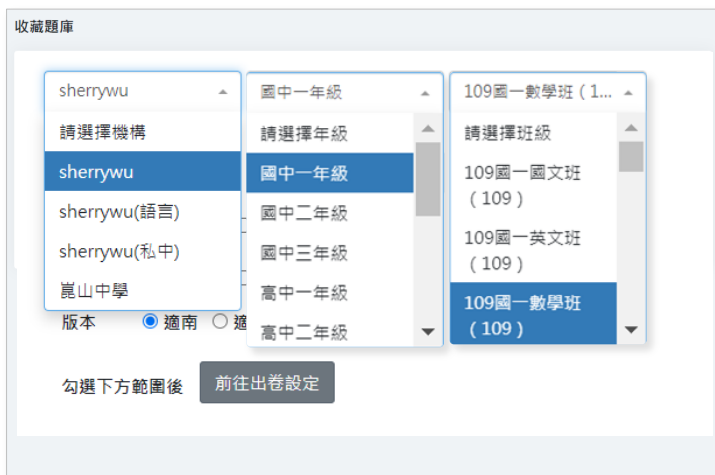 收藏題庫
sherrywu
請選擇機構
sherrywu
sherrywu(語言)
sherrywu(私中)
崑山中學
國中一年級
請選擇年級
國中一年級
國中二年級
國中三年級
高中一年級
高中二年級
109國一數學班（1...
請選擇班級
109國一國文班
（109）
109國一英文班
（109）
109國一數學班
（109）
版本 適南 適
勾選下方範圍後 前往出卷設定